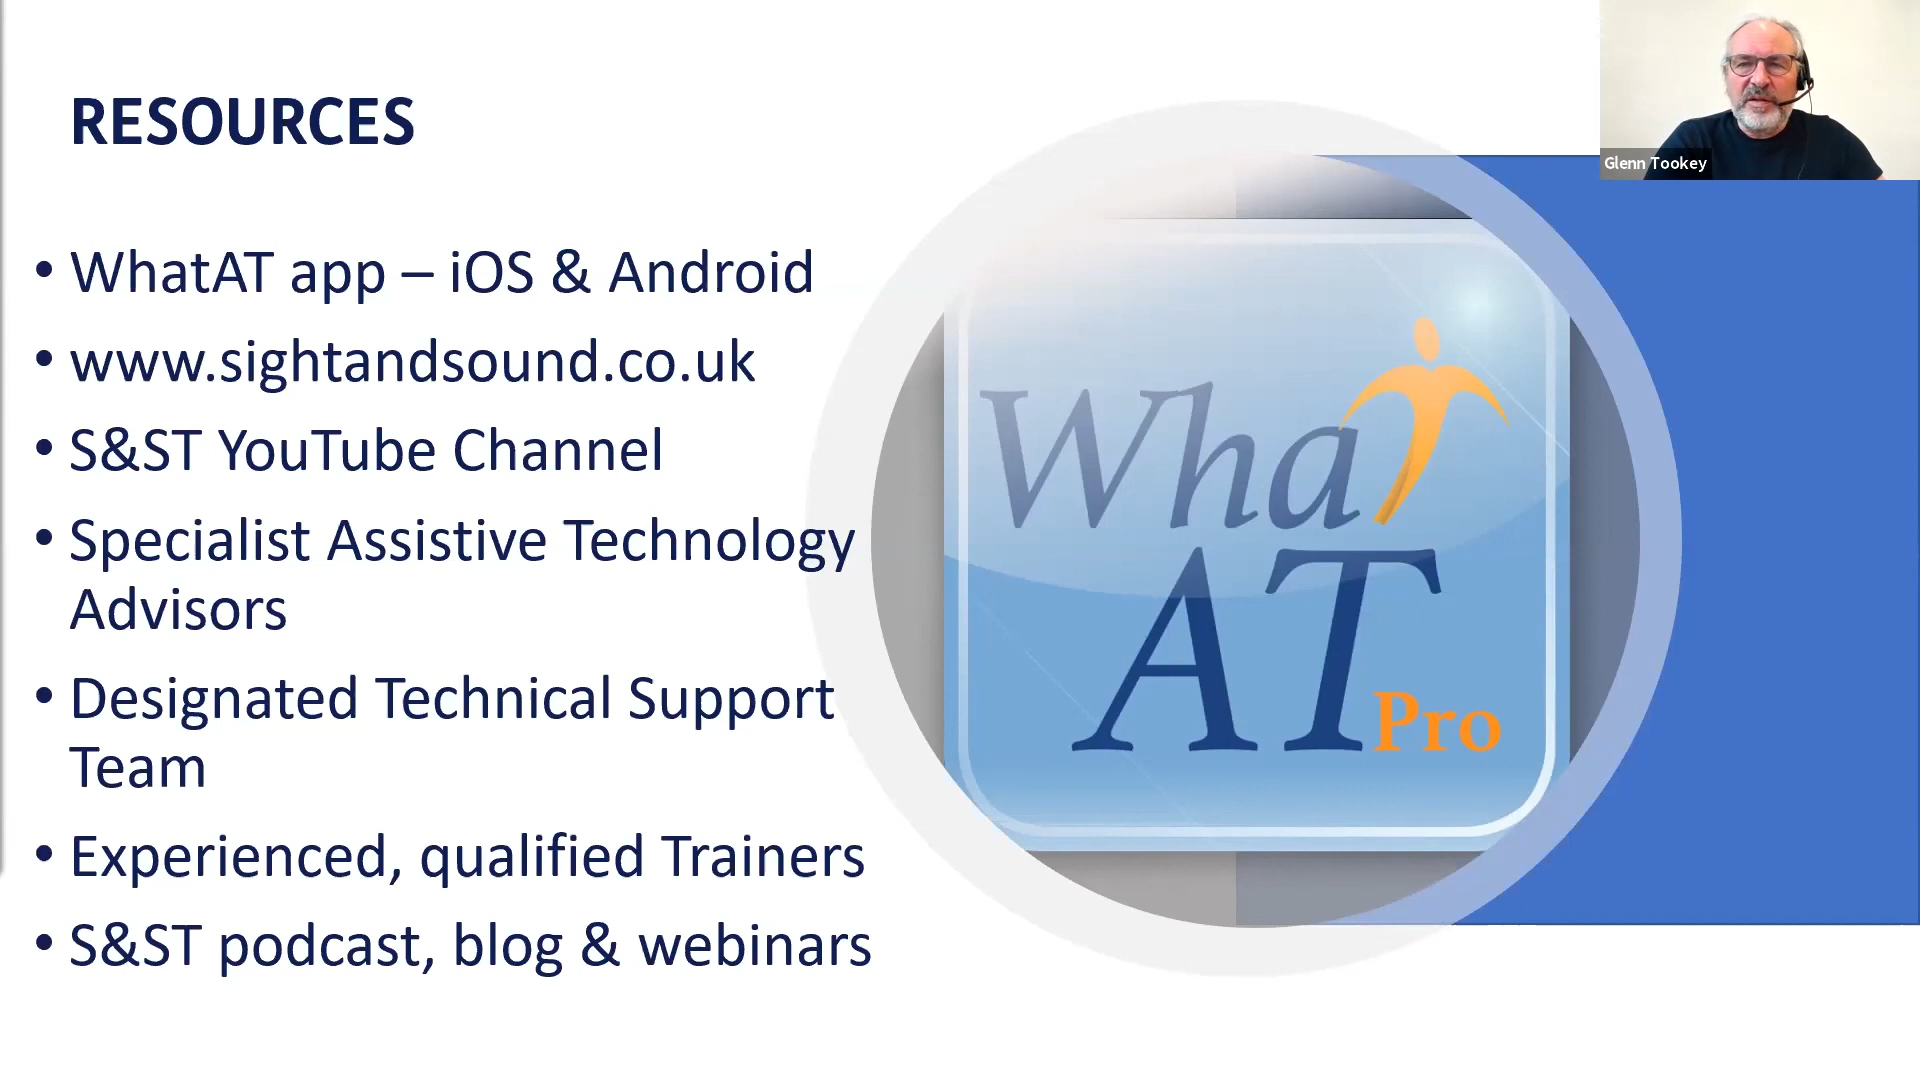 RESOURCES
• WhatAT app – iOS & Android
• www.sightandsound.co.uk
• S&ST YouTube Channel
• Specialist Assistive Technology
Advisors
• Designated Technical Support
Team
• Experienced, qualified Trainers
• S&ST podcast, blog & webinars
What
AT Pro
Glenn Tookey